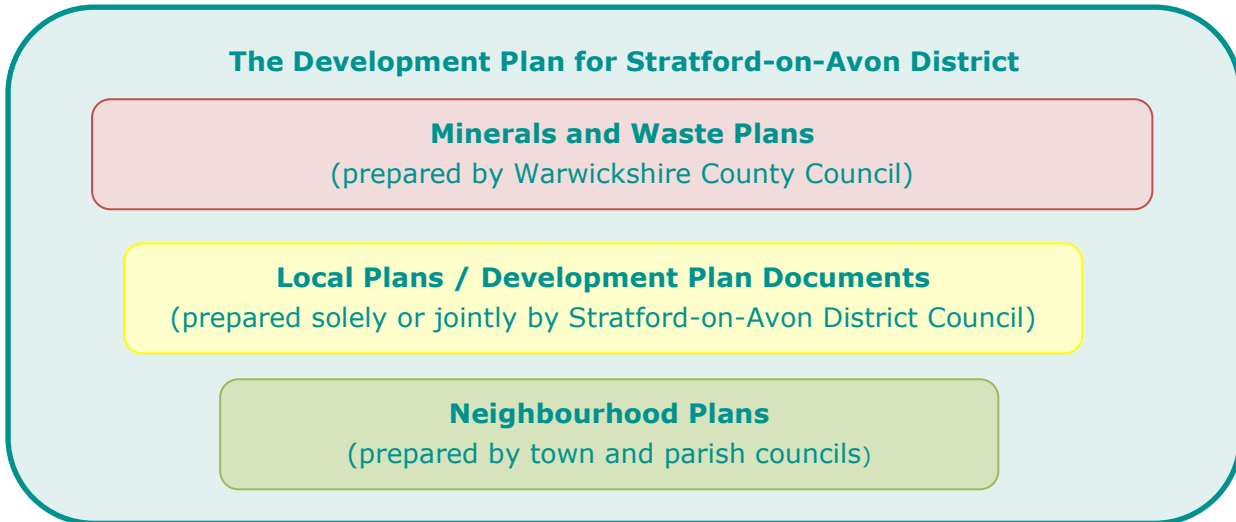 The Development Plan for Stratford-on-Avon District
Minerals and Waste Plans
(prepared by Warwickshire County Council)
Local Plans / Development Plan Documents
(prepared solely or jointly by Stratford-on-Avon District Council)
Neighbourhood Plans
(prepared by town and parish councils)